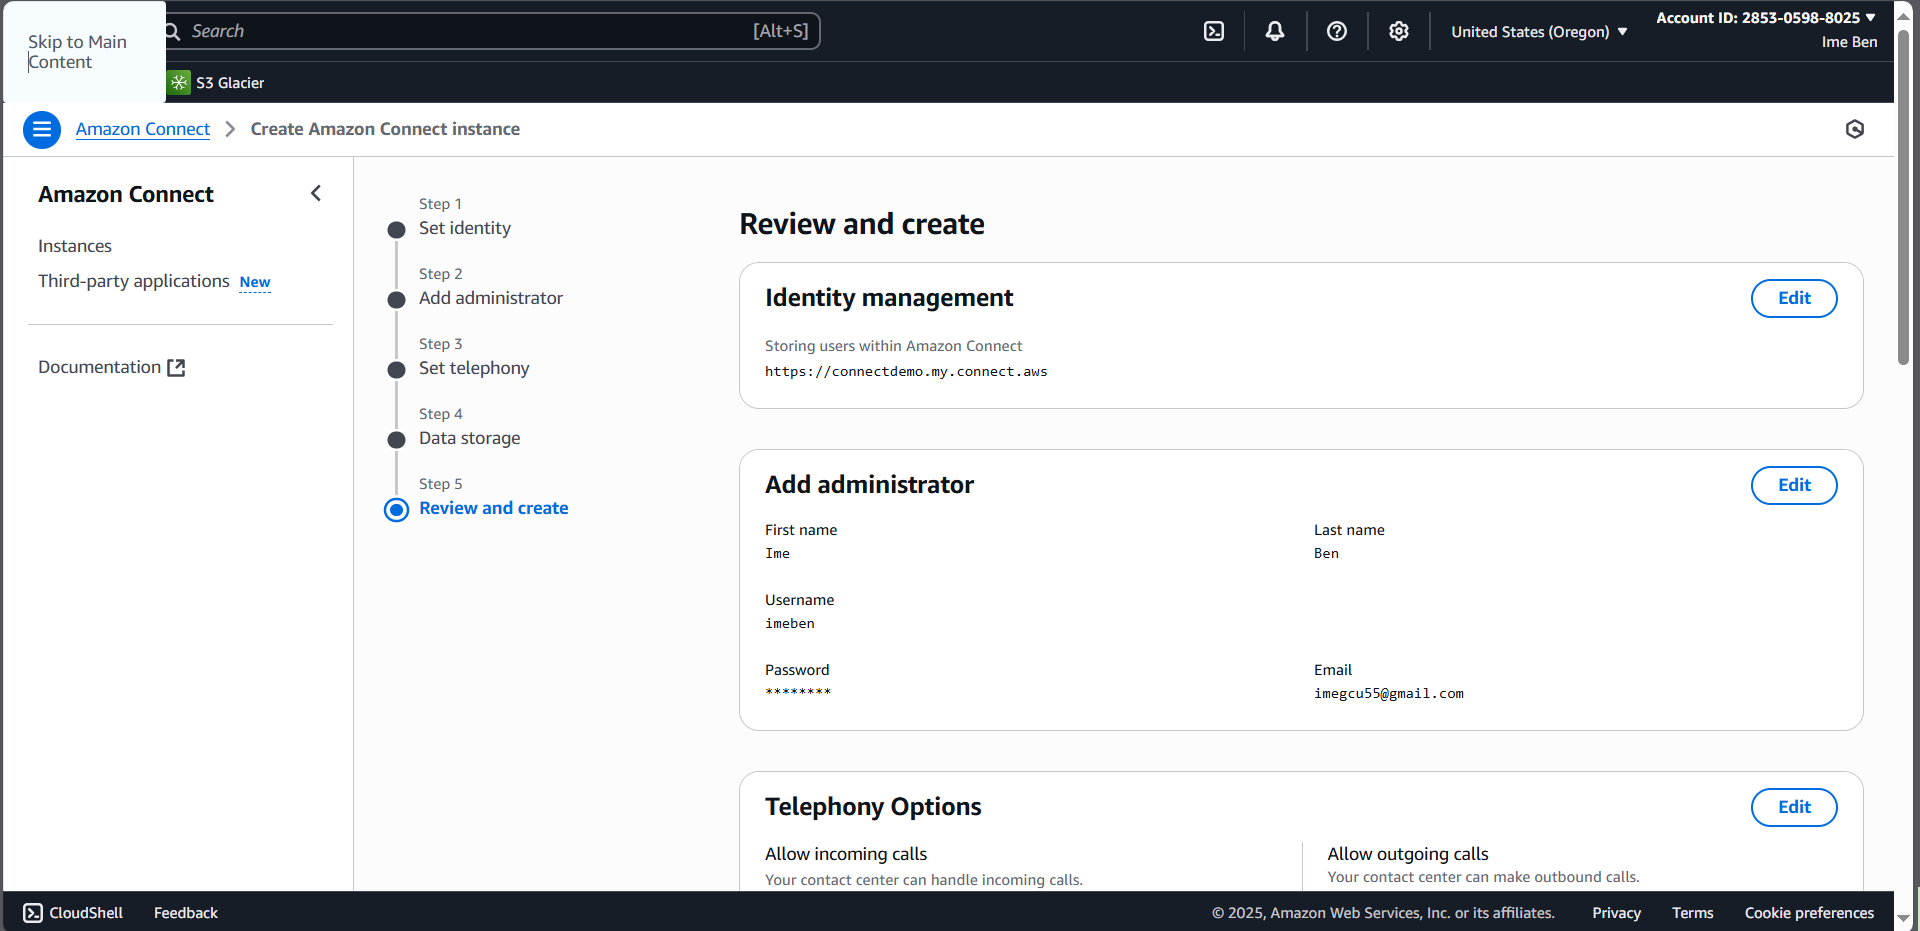 Skip to Main
Content
Search [Alt+S]
United States (Oregon)
Account ID: 2853-0598-8025
Ime Ben
S3 Glacier
Amazon Connect > Create Amazon Connect instance
Amazon Connect
Instances
Third-party applications New
Documentation
Step 1
Set identity
Step 2
Add administrator
Step 3
Set telephony
Step 4
Data storage
Step 5
Review and create
Review and create
Identity management
Edit
Storing users within Amazon Connect
https://connectdemo.my.connect.aws
Add administrator
Edit
First name
Ime
Last name
Ben
Username
imeben
Password
********
Email
imegcu55@gmail.com
Telephony Options
Edit
Allow incoming calls
Your contact center can handle incoming calls.
Allow outgoing calls
Your contact center can make outbound calls.
CloudShell Feedback © 2025, Amazon Web Services, Inc. or its affiliates. Privacy Terms Cookie preferences